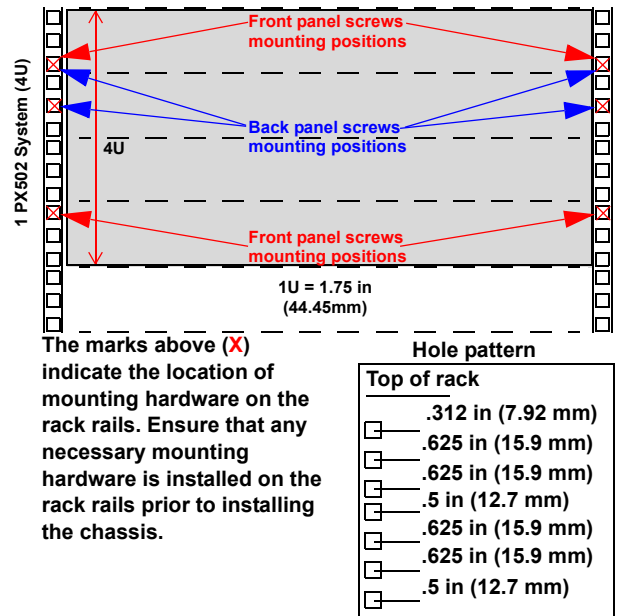 Front panel screws
mounting positions
1 PX502 System (4U)
Back panel screws
mounting positions
4U
Front panel screws
mounting positions
1U = 1.75 in
(44.45mm)
The marks above (X)
indicate the location of
mounting hardware on the
rack rails. Ensure that any
necessary mounting
hardware is installed on the
rack rails prior to installing
the chassis.
Hole pattern
Top of rack
.312 in (7.92 mm)
.625 in (15.9 mm)
.625 in (15.9 mm)
.5 in (12.7 mm)
.625 in (15.9 mm)
.625 in (15.9 mm)
.5 in (12.7 mm)